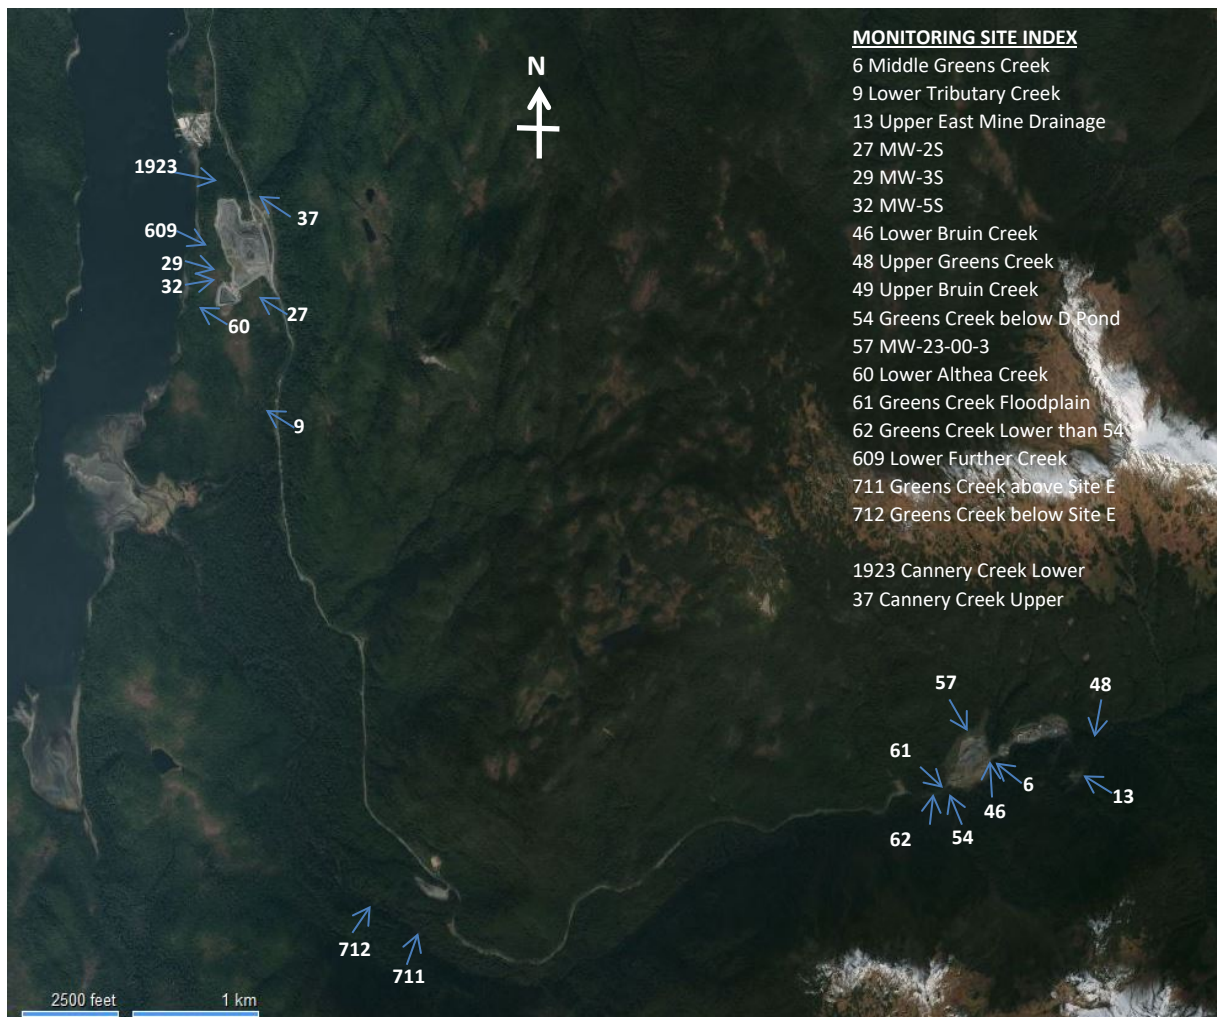 MONITORING SITE INDEX
6 Middle Greens Creek
9 Lower Tributary Creek
13 Upper East Mine Drainage
27 MW-2S
29 MW-3S
32 MW-5S
46 Lower Bruin Creek
48 Upper Greens Creek
49 Upper Bruin Creek
54 Greens Creek below D Pond
57 MW-23-00-3
60 Lower Althea Creek
61 Greens Creek Floodplain
62 Greens Creek Lower than 54
609 Lower Further Creek
711 Greens Creek above Site E
712 Greens Creek below Site E
1923 Cannery Creek Lower
37 Cannery Creek Upper
N
1923
37
609
29
32
60
27
9
57
48
61
6
13
46
62
54
712
711
2500 feet
1 km